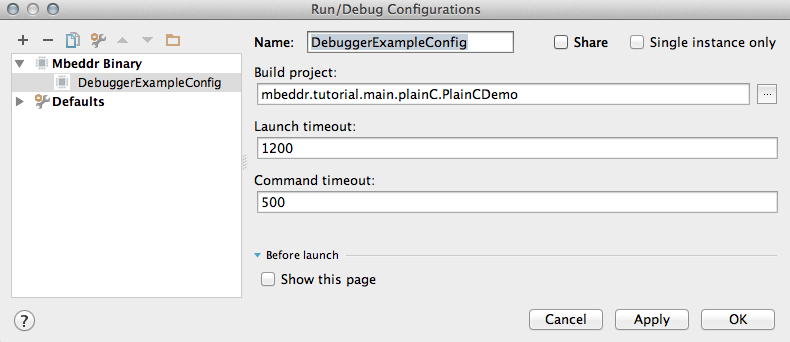 Run/Debug Configurations
Name: DebuggerExampleConfig Share Single instance only
Mbeddr Binary
DebuggerExampleConfig
Defaults
Build project:
mbeddr.tutorial.main.plainC.PlainCDemo ...
Launch timeout:
1200
Command timeout:
500
Before launch
Show this page
? Cancel Apply OK